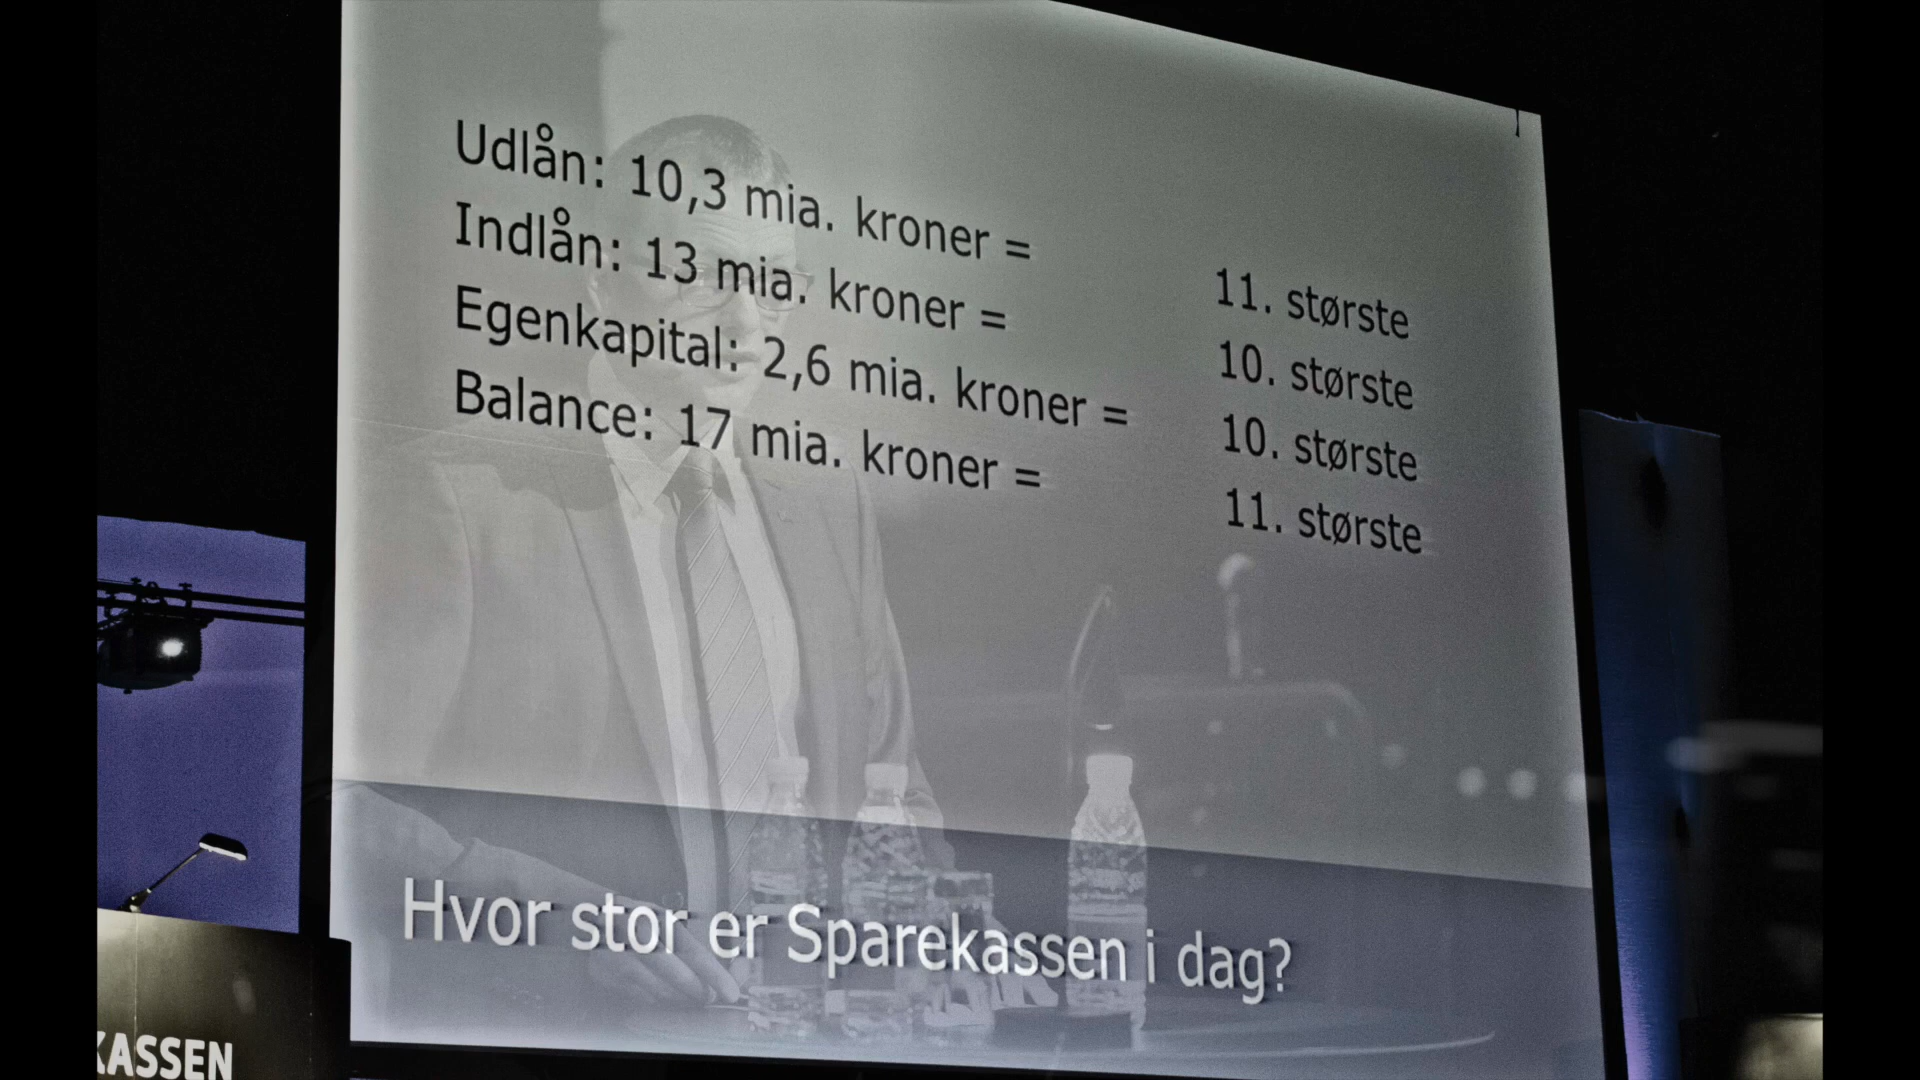 Udlån: 10,3 mia. kroner = 11. største
Indlån: 13 mia. kroner = 10. største
Egenkapital: 2,6 mia. kroner = 10. største
Balance: 17 mia. kroner = 11. største
Hvor stor er Sparekassen i dag?
KASSEN